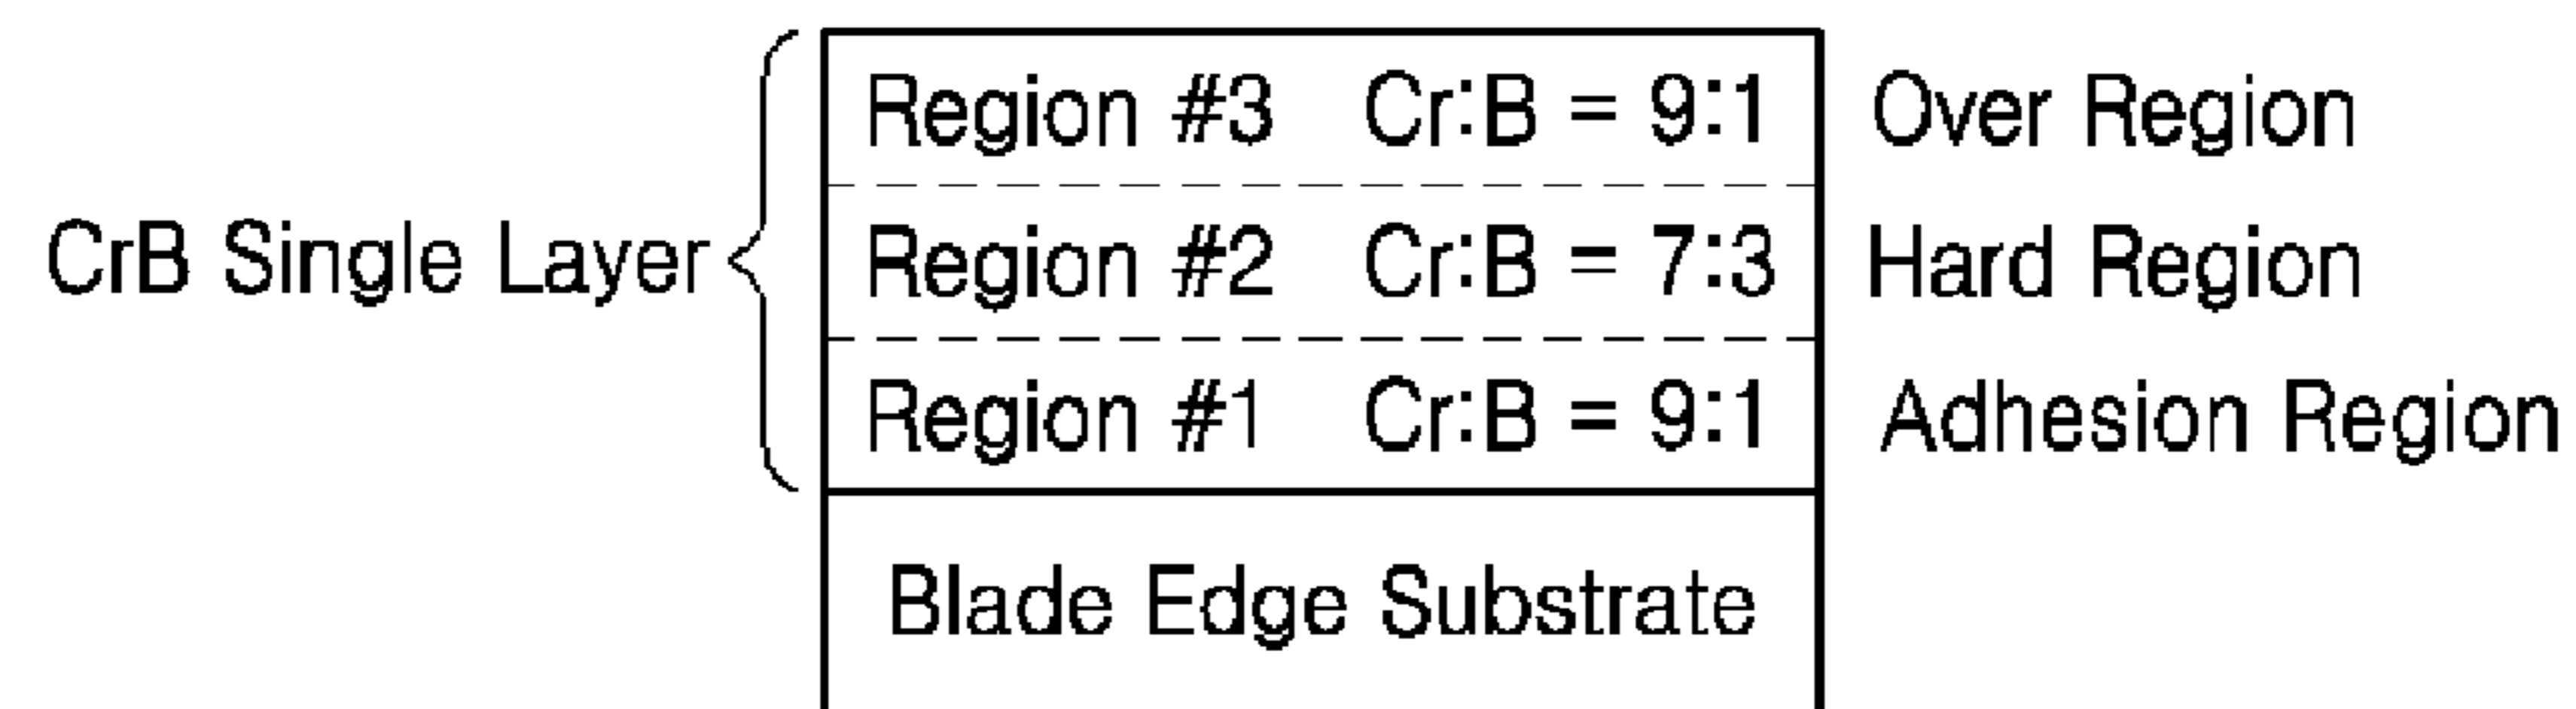 Region #3 Cr:B = 9:1 Over Region
CrB Single Layer Region #2 Cr:B = 7:3 Hard Region
Region #1 Cr:B = 9:1 Adhesion Region
Blade Edge Substrate